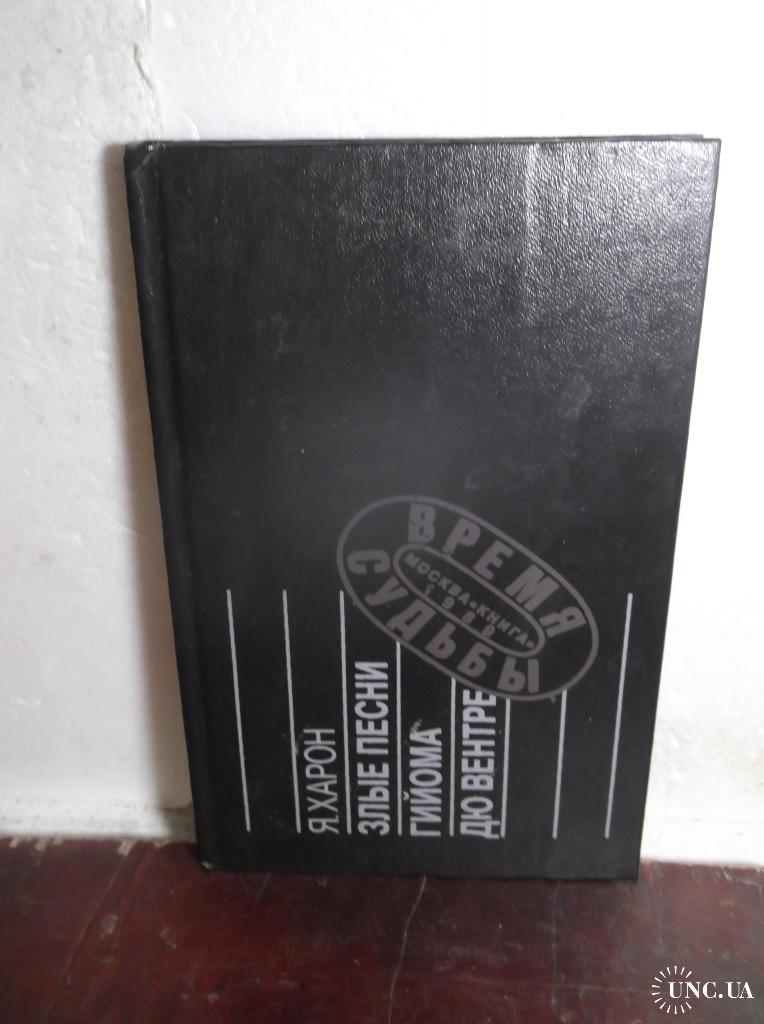 Я.ХАРОН
ЗЛЫЕ ПЕСНИ
ГИЙОМА
ДЮ ВЕНТРЕ
ВРЕМЯ
МОСКВА «КНИГА»
1989
СУДЬБЫ
UNC.UA